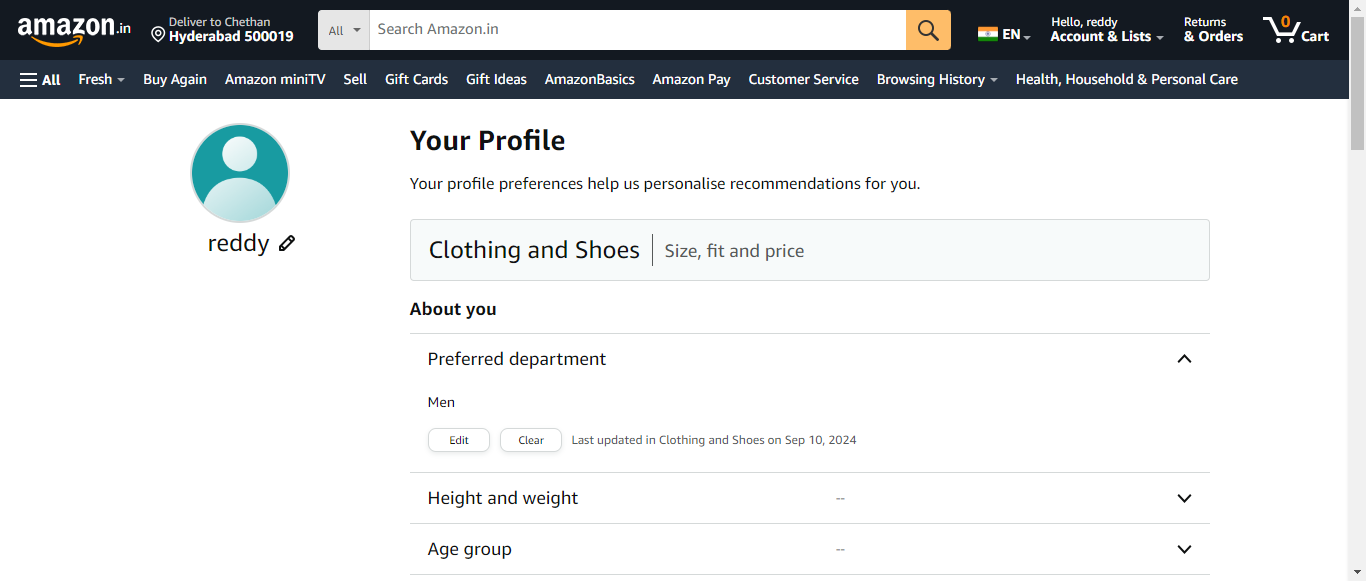 amazon.in
Deliver to Chethan
Hyderabad 500019
All
Search Amazon.in
EN
Hello, reddy
Account & Lists
Returns
& Orders
0
Cart
All Fresh Buy Again Amazon miniTV Sell Gift Cards Gift Ideas AmazonBasics Amazon Pay Customer Service Browsing History Health, Household & Personal Care
reddy
Your Profile
Your profile preferences help us personalise recommendations for you.
Clothing and Shoes Size, fit and price
About you
Preferred department
Men
Edit Clear Last updated in Clothing and Shoes on Sep 10, 2024
Height and weight --
Age group --